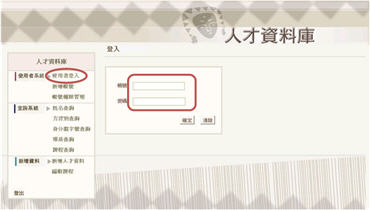 人才資料庫
登入
人才資料庫
使用者系統
使用者登入
新增帳號
帳號權限管理
查詢系統
姓名查詢
方言別查詢
身分證字號查詢
專長查詢
課程查詢
新增資料
新增人才資料
編輯課程
登出
帳號
密碼
確定
清除